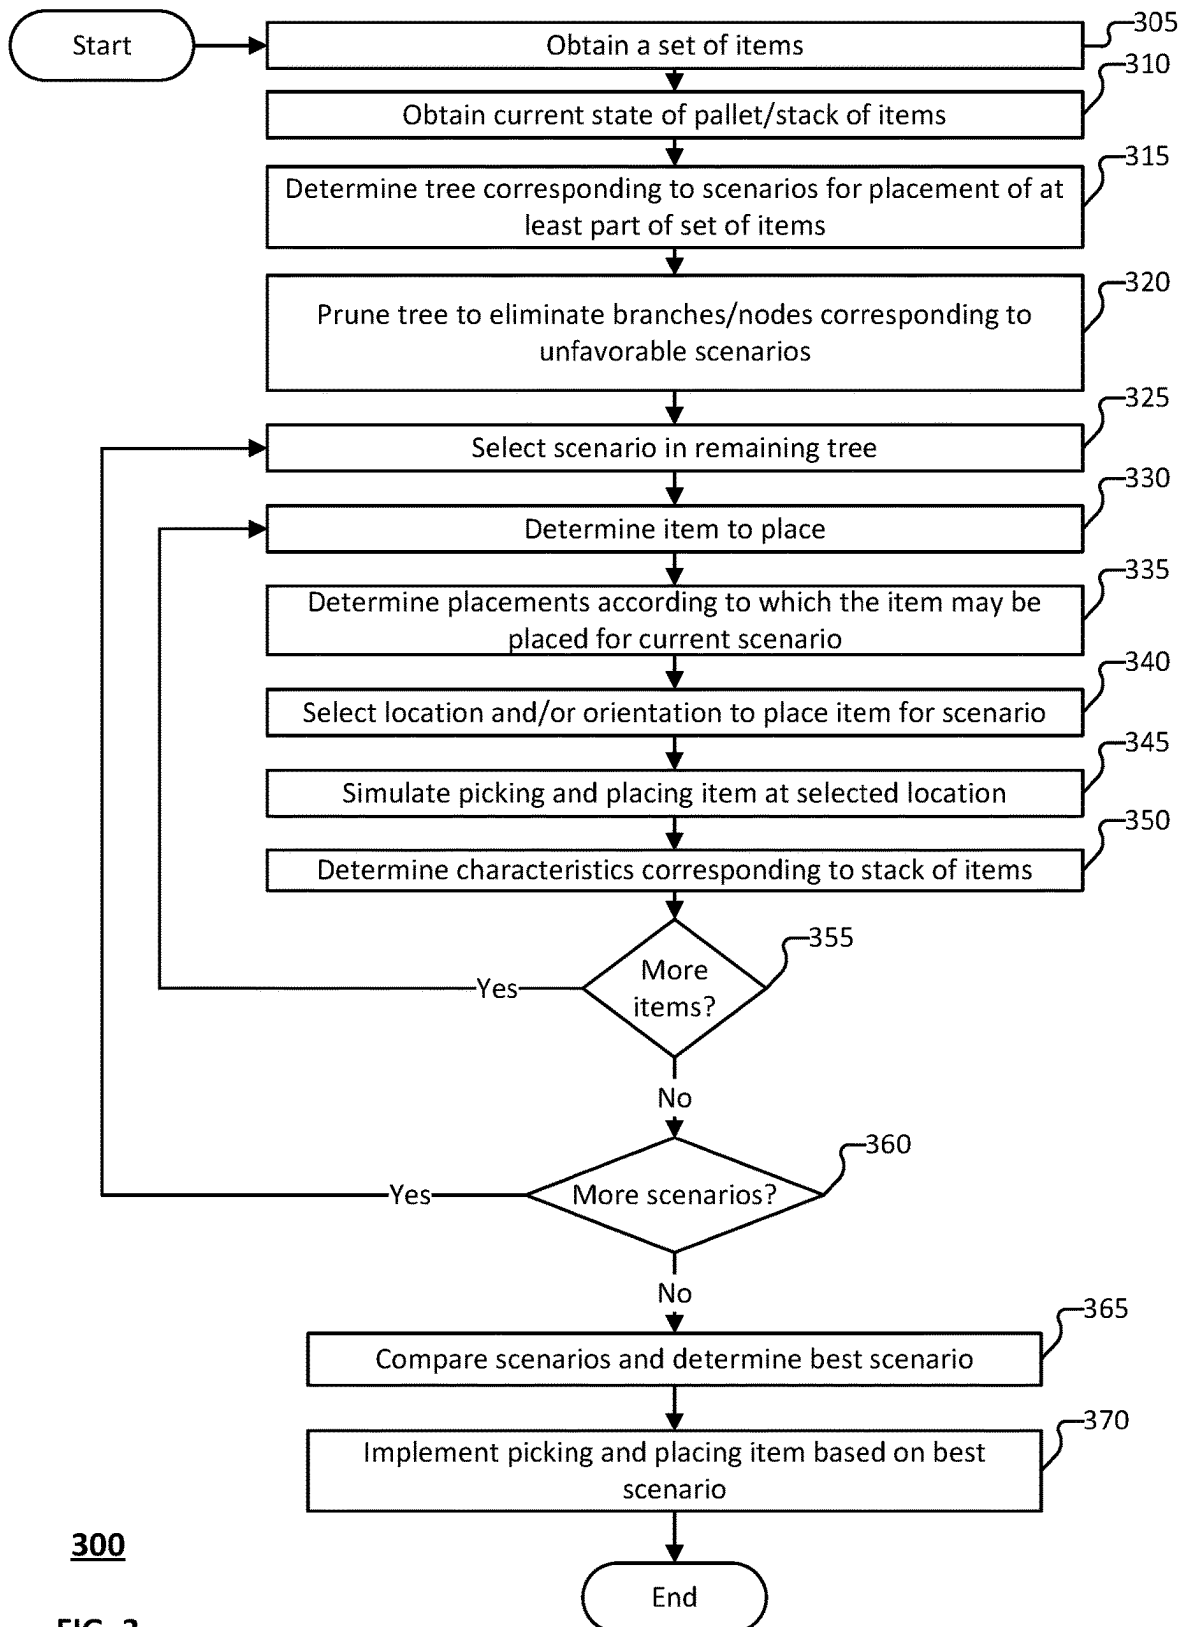 Start
Obtain a set of items
305
Obtain current state of pallet/stack of items
310
Determine tree corresponding to scenarios for placement of at
least part of set of items
315
Prune tree to eliminate branches/nodes corresponding to
unfavorable scenarios
320
Select scenario in remaining tree
325
Determine item to place
330
Determine placements according to which the item may be
placed for current scenario
335
Select location and/or orientation to place item for scenario
340
Simulate picking and placing item at selected location
345
Determine characteristics corresponding to stack of items
350
More
items?
355
Yes
No
More scenarios?
360
Yes
No
Compare scenarios and determine best scenario
365
Implement picking and placing item based on best
scenario
370
300
End